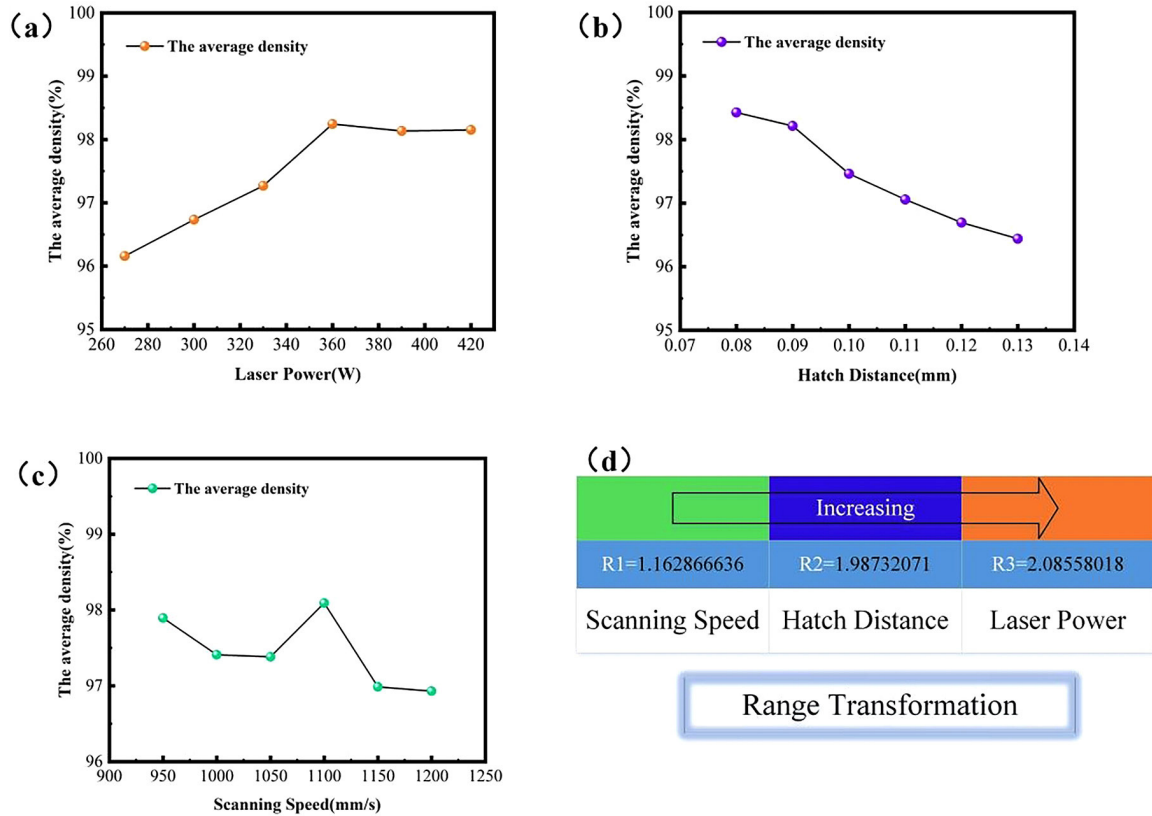 (a)
The average density
The average density(%)
100
99
98
97
96
95
260 280 300 320 340 360 380 400 420
Laser Power(W)
(b)
The average density
The average density(%)
100
99
98
97
96
95
0.07 0.08 0.09 0.10 0.11 0.12 0.13 0.14
Hatch Distance(mm)
(c)
The average density
The average density(%)
100
99
98
97
96
900 950 1000 1050 1100 1150 1200 1250
Scanning Speed(mm/s)
(d)
Increasing
R1=1.162866636 R2=1.98732071 R3=2.08558018
Scanning Speed Hatch Distance Laser Power
Range Transformation